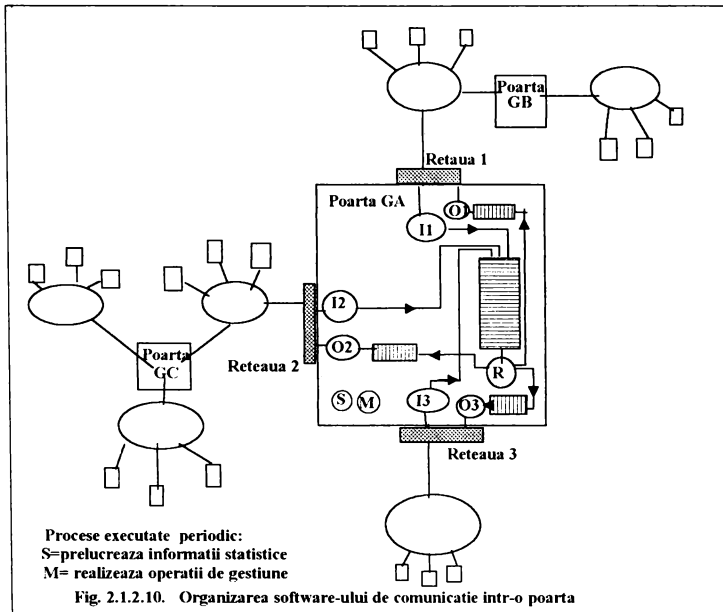 Poarta
GB
Retaua 1
Poarta GA
O1
I1
I2
Poarta
GC
Reteaua 2
O2
R
S
M
I3
O3
Reteaua 3
Procese executate periodic:
S=prelucreaza informatii statistice
M= realizeaza operatii de gestiune
Fig. 2.1.2.10. Organizarea software-ului de comunicatie intr-o poarta